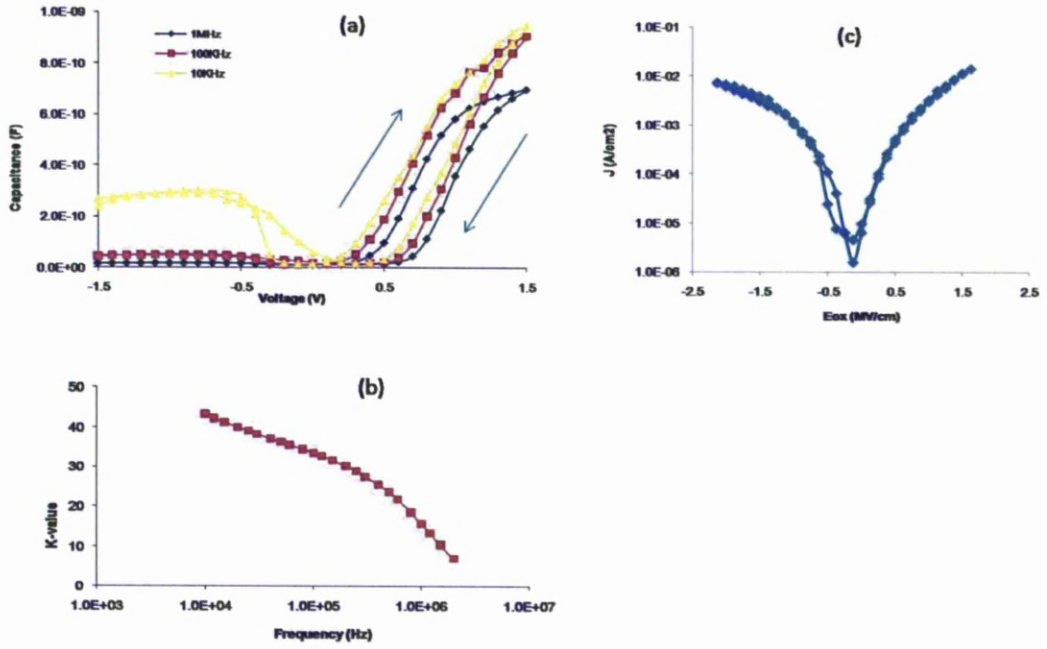 (a)
1MHz
100KHz
10KHz
Capacitance (F)
1.0E-09
8.0E-10
6.0E-10
4.0E-10
2.0E-10
0.0E+00
-1.5
-0.5
0.5
1.5
Voltage (V)
(c)
J (A/cm2)
1.0E-01
1.0E-02
1.0E-03
1.0E-04
1.0E-05
1.0E-06
-2.5
-1.5
-0.5
0.5
1.5
2.5
Eox (MV/cm)
(b)
K-value
50
40
30
20
10
0
1.0E+03
1.0E+04
1.0E+05
1.0E+06
1.0E+07
Frequency (Hz)